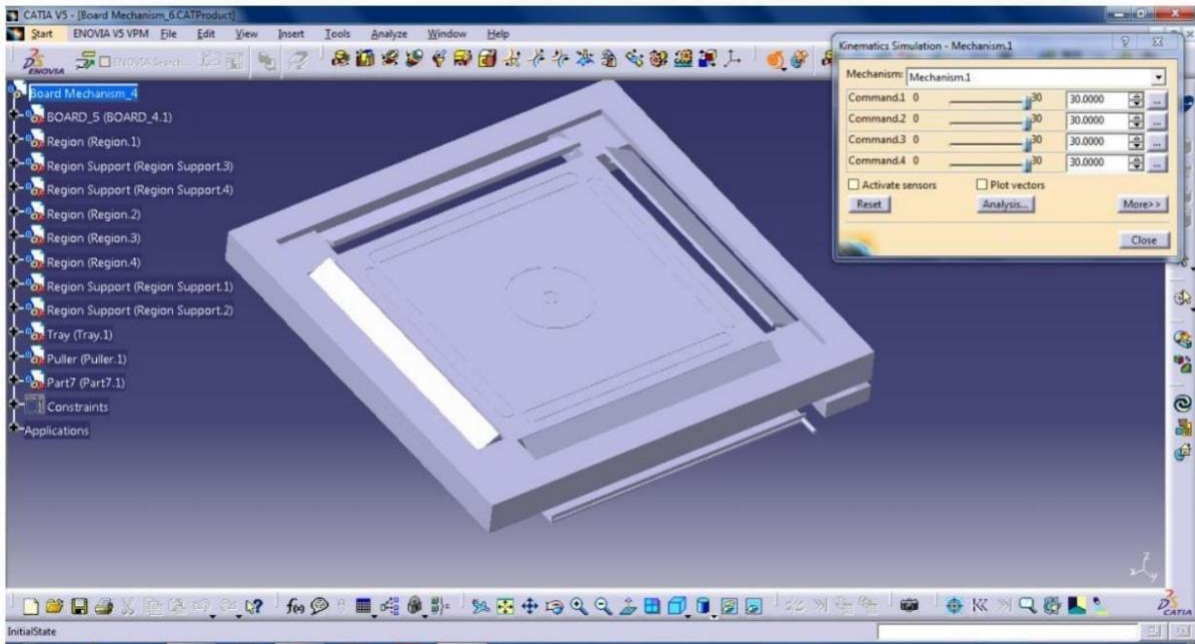 CATIA V5 - [Board Mechanism_6.CATProduct]
Start ENOVIA V5 VPM File Edit View Insert Tools Analyze Window Help
ENOVIA ENOVIA Search...
Board Mechanism_4
BOARD_5 (BOARD_4.1)
Region (Region.1)
Region Support (Region Support.3)
Region Support (Region Support.4)
Region (Region.2)
Region (Region.3)
Region (Region.4)
Region Support (Region Support.1)
Region Support (Region Support.2)
Tray (Tray.1)
Puller (Puller.1)
Part7 (Part7.1)
Constraints
Applications
Kinematics Simulation - Mechanism.1
Mechanism: Mechanism.1
Command.1 0 30 30.0000 ...
Command.2 0 30 30.0000 ...
Command.3 0 30 30.0000 ...
Command.4 0 30 30.0000 ...
Activate sensors Plot vectors
Reset Analysis... More>>
Close
z
x y
f(x)
CATIA
InitialState